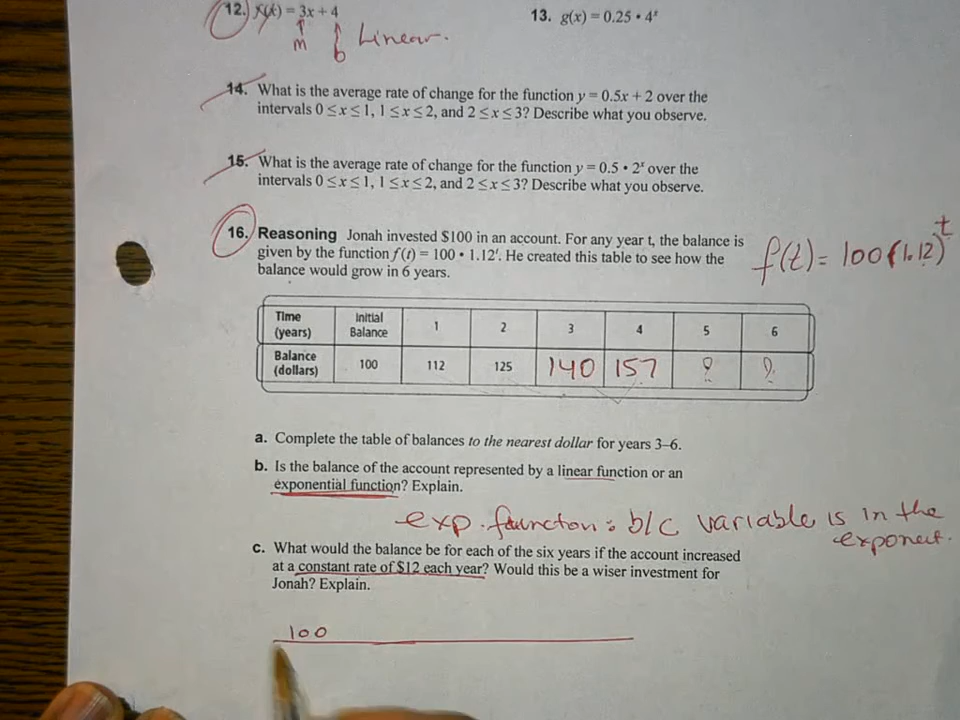 12. f(x) = 3x + 4
13. g(x) = 0.25 • 4ˣ
m b Linear.
14. What is the average rate of change for the function y = 0.5x + 2 over the
intervals 0 ≤ x ≤ 1, 1 ≤ x ≤ 2, and 2 ≤ x ≤ 3? Describe what you observe.
15. What is the average rate of change for the function y = 0.5 • 2ˣ over the
intervals 0 ≤ x ≤ 1, 1 ≤ x ≤ 2, and 2 ≤ x ≤ 3? Describe what you observe.
16. Reasoning Jonah invested $100 in an account. For any year t, the balance is
given by the function f(t) = 100 • 1.12ᵗ. He created this table to see how the
balance would grow in 6 years.
f(t) = 100(1.12)ᵗ
Time (years) Initial Balance 1 2 3 4 5 6
Balance (dollars) 100 112 125 140 157 ? ?
a. Complete the table of balances to the nearest dollar for years 3–6.
b. Is the balance of the account represented by a linear function or an
exponential function? Explain.
exp. function: b/c variable is in the
exponent.
c. What would the balance be for each of the six years if the account increased
at a constant rate of $12 each year? Would this be a wiser investment for
Jonah? Explain.
100